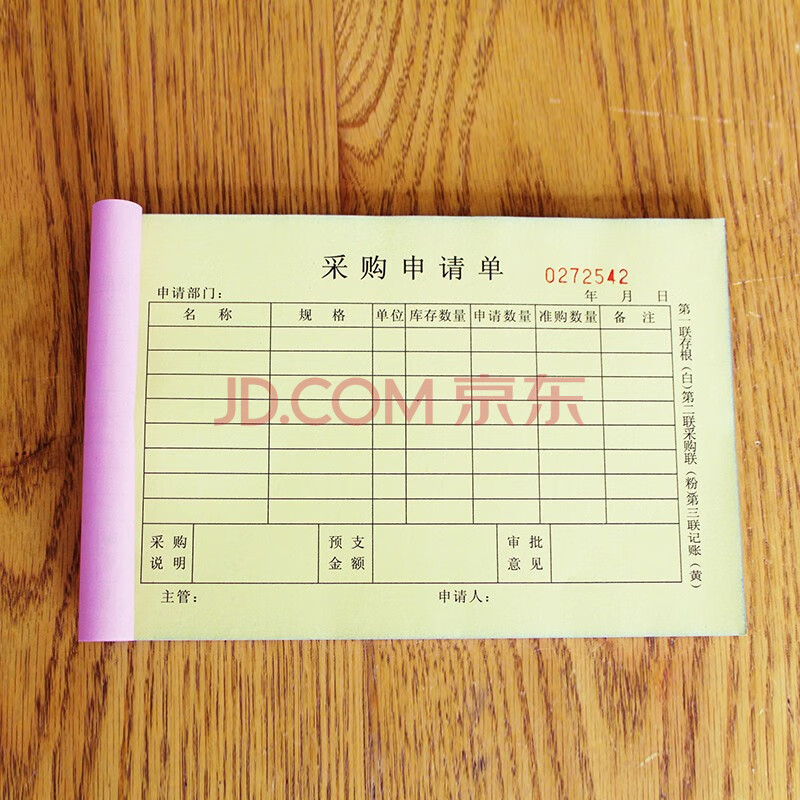 采购申请单 0272542
申请部门： 年 月 日
名 称 规 格 单位 库存数量 申请数量 准购数量 备 注
JD.COM 京东
采购说明 预支金额 审批意见
主管： 申请人：
第一联存根（白）第二联采购联（粉）第三联记账（黄）